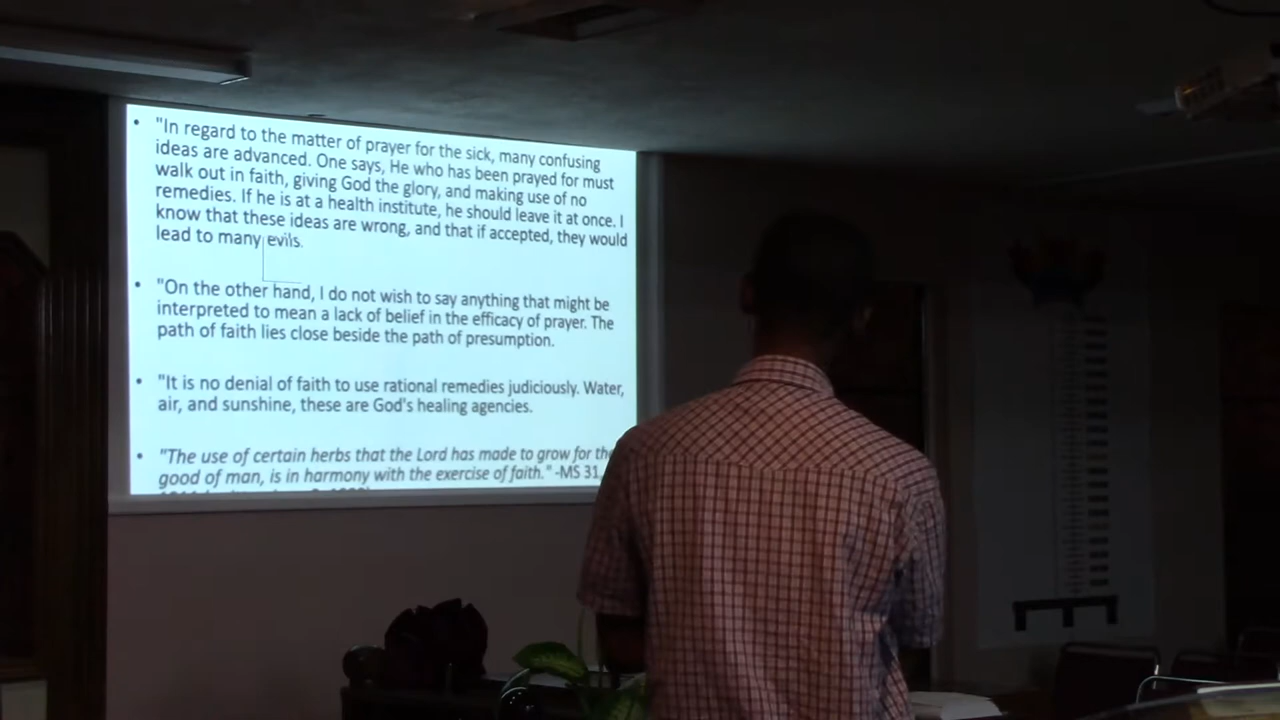 • "In regard to the matter of prayer for the sick, many confusing
ideas are advanced. One says, He who has been prayed for must
walk out in faith, giving God the glory, and making use of no
remedies. If he is at a health institute, he should leave it at once. I
know that these ideas are wrong, and that if accepted, they would
lead to many evils.
• "On the other hand, I do not wish to say anything that might be
interpreted to mean a lack of belief in the efficacy of prayer. The
path of faith lies close beside the path of presumption.
• "It is no denial of faith to use rational remedies judiciously. Water,
air, and sunshine, these are God's healing agencies.
• "The use of certain herbs that the Lord has made to grow for the
good of man, is in harmony with the exercise of faith." -MS 31,